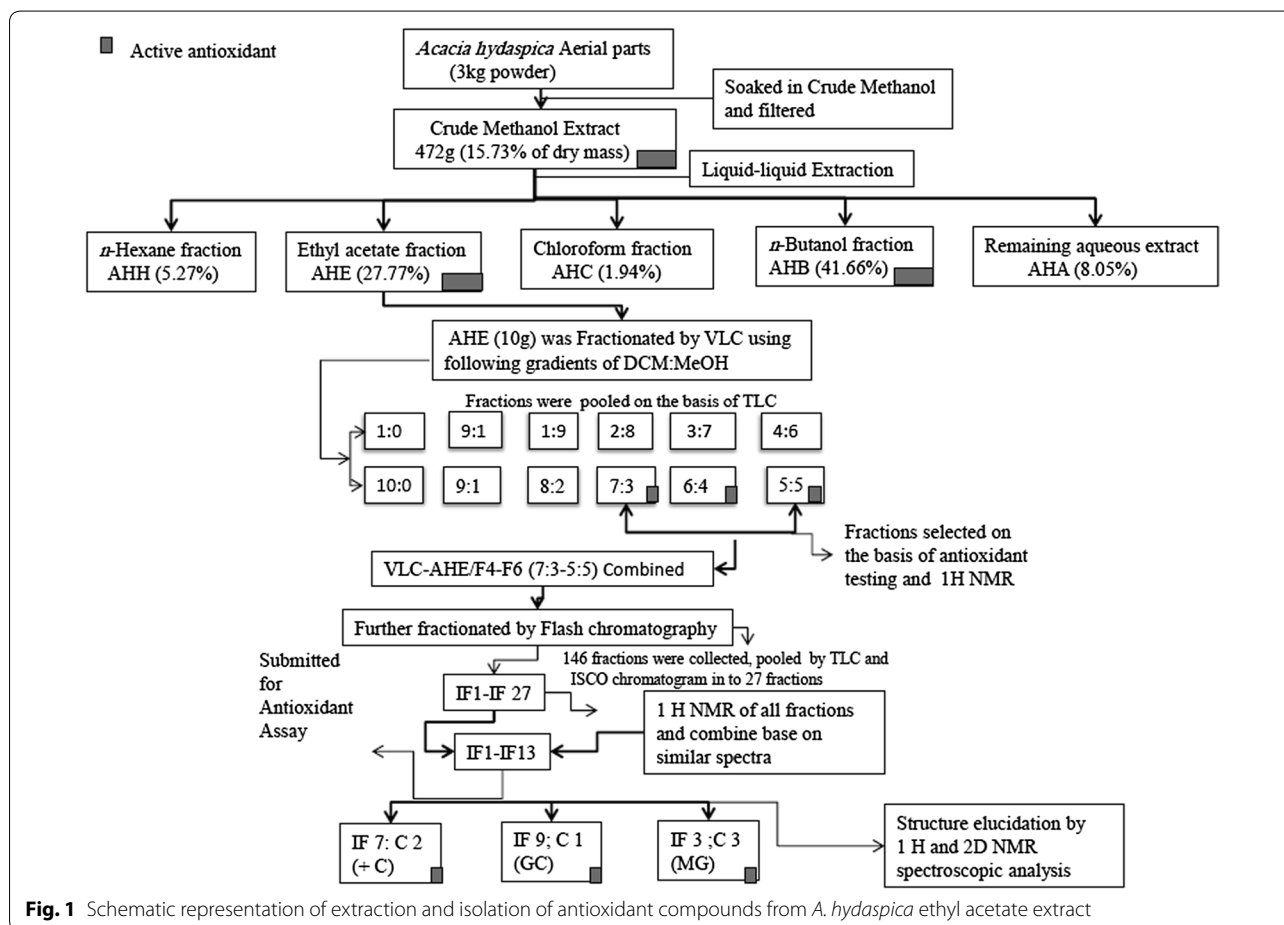 Active antioxidant
Acacia hydaspica Aerial parts
(3kg powder)
Soaked in Crude Methanol
and filtered
Crude Methanol Extract
472g (15.73% of dry mass)
Liquid-liquid Extraction
n-Hexane fraction
AHH (5.27%)
Ethyl acetate fraction
AHE (27.77%)
Chloroform fraction
AHC (1.94%)
n-Butanol fraction
AHB (41.66%)
Remaining aqueous extract
AHA (8.05%)
AHE (10g) was Fractionated by VLC using
following gradients of DCM:MeOH
Fractions were pooled on the basis of TLC
1:0 9:1 1:9 2:8 3:7 4:6
10:0 9:1 8:2 7:3 6:4 5:5
Fractions selected on
the basis of antioxidant
testing and 1H NMR
VLC-AHE/F4-F6 (7:3-5:5) Combined
Further fractionated by Flash chromatography
146 fractions were collected, pooled by TLC and
ISCO chromatogram in to 27 fractions
Submitted
for
Antioxidant
Assay
IF1-IF 27
1 H NMR of all fractions
and combine base on
similar spectra
IF1-IF13
IF 7: C 2
(+ C)
IF 9; C 1
(GC)
IF 3 ;C 3
(MG)
Structure elucidation by
1 H and 2D NMR
spectroscopic analysis
Fig. 1 Schematic representation of extraction and isolation of antioxidant compounds from A. hydaspica ethyl acetate extract